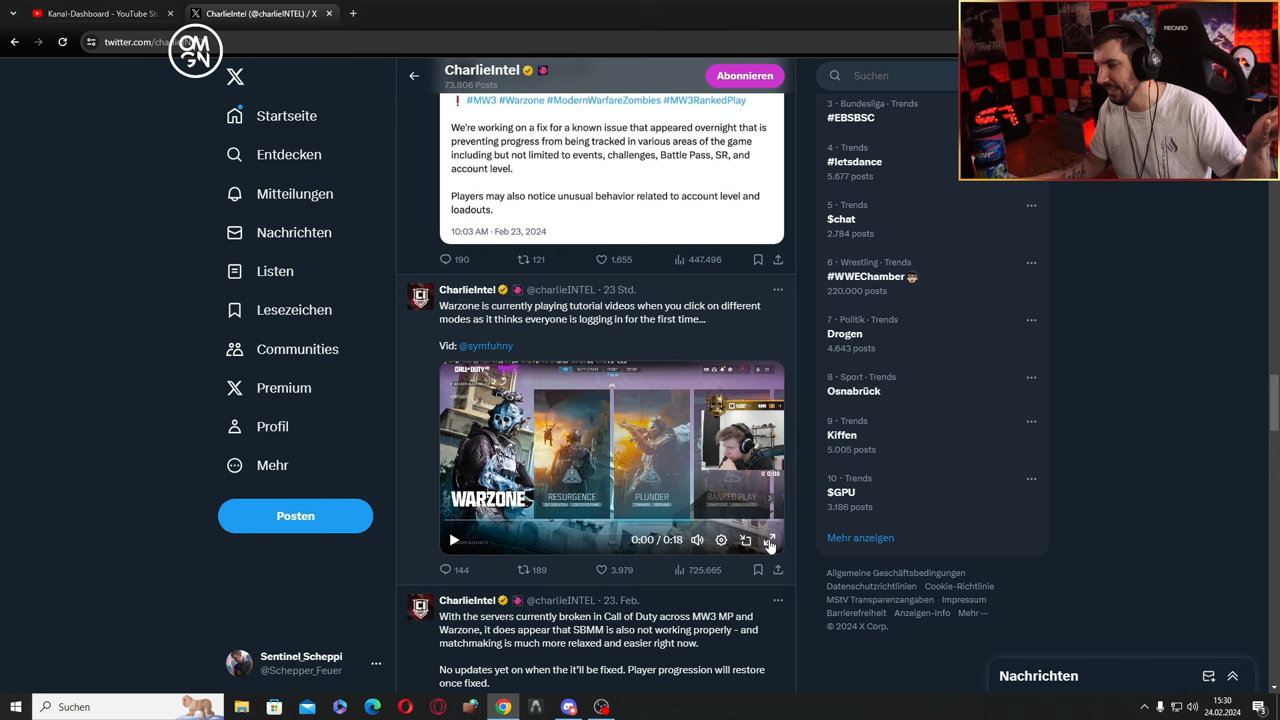 Kanal-Dashboard - YouTube St
CharlieIntel (@charlieINTEL) / X
twitter.com/cha
OM
GN
RECARO
CharlieIntel
73.806 Posts
Abonnieren
Suchen
Startseite
Entdecken
Mitteilungen
Nachrichten
Listen
Lesezeichen
Communities
Premium
Profil
Mehr
Posten
Sentinel_Scheppi
@Schepper_Feuer
❗ #MW3 #Warzone #ModernWarfareZombies #MW3RankedPlay
We're working on a fix for a known issue that appeared overnight that is
preventing progress from being tracked in various areas of the game
including but not limited to events, challenges, Battle Pass, SR, and
account level.
Players may also notice unusual behavior related to account level and
loadouts.
10:03 AM · Feb 23, 2024
190 121 1.655 447.496
CharlieIntel @charlieINTEL · 23 Std.
Warzone is currently playing tutorial videos when you click on different
modes as it thinks everyone is logging in for the first time...
Vid: @symfuhny
CALL OF DUTY
WARZONE
RESURGENCE
PLUNDER
RANKED PLAY
0:00 / 0:18
144 189 3.979 725.665
CharlieIntel @charlieINTEL · 23. Feb.
With the servers currently broken in Call of Duty across MW3 MP and
Warzone, it does appear that SBMM is also not working properly - and
matchmaking is much more relaxed and easier right now.
No updates yet on when the it'll be fixed. Player progression will restore
once fixed.
3 · Bundesliga · Trends
#EBSBSC
4 · Trends
#letsdance
5.677 posts
5 · Trends
$chat
2.784 posts
6 · Wrestling · Trends
#WWEChamber
220.000 posts
7 · Politik · Trends
Drogen
4.643 posts
8 · Sport · Trends
Osnabrück
9 · Trends
Kiffen
5.005 posts
10 · Trends
$GPU
3.186 posts
Mehr anzeigen
Allgemeine Geschäftsbedingungen
Datenschutzrichtlinien Cookie-Richtlinie
MStV Transparenzangaben Impressum
Barrierefreiheit Anzeigen-Info Mehr ···
© 2024 X Corp.
Nachrichten
Suchen
15:30
24.02.2024
3